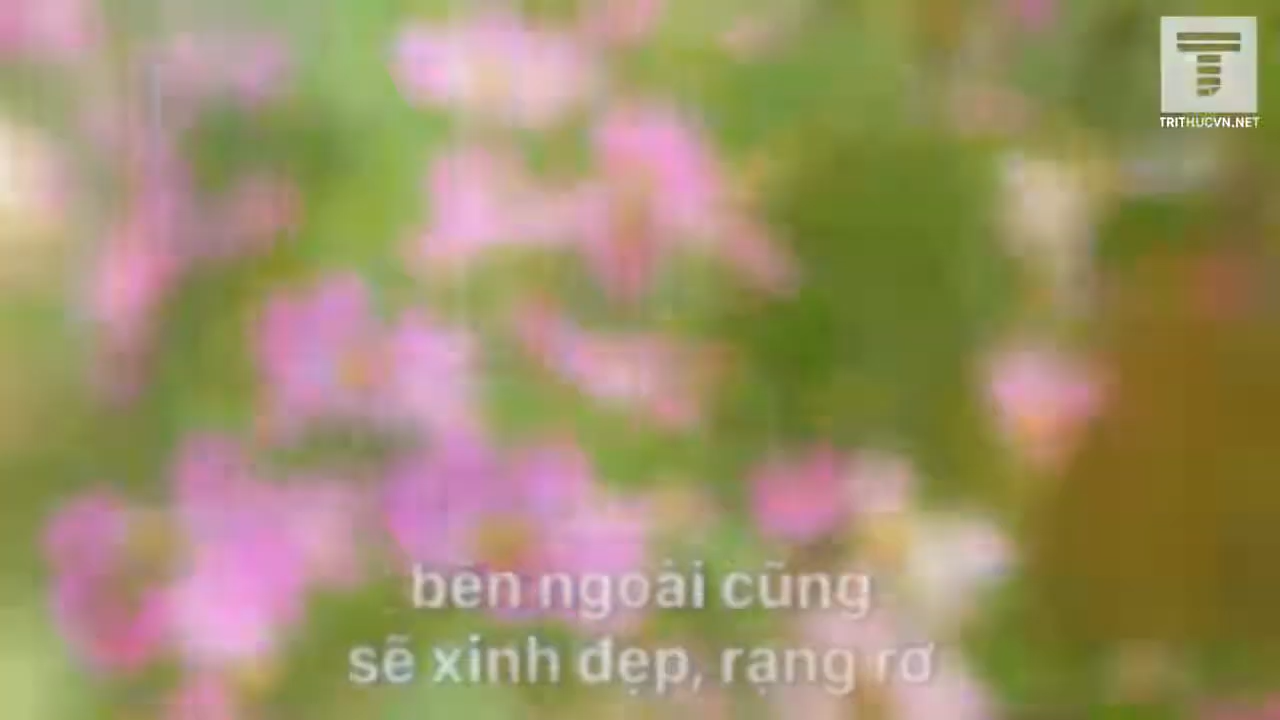 TRITHUCVN.NET
bên ngoài cũng
sẽ xinh đẹp, rạng rỡ